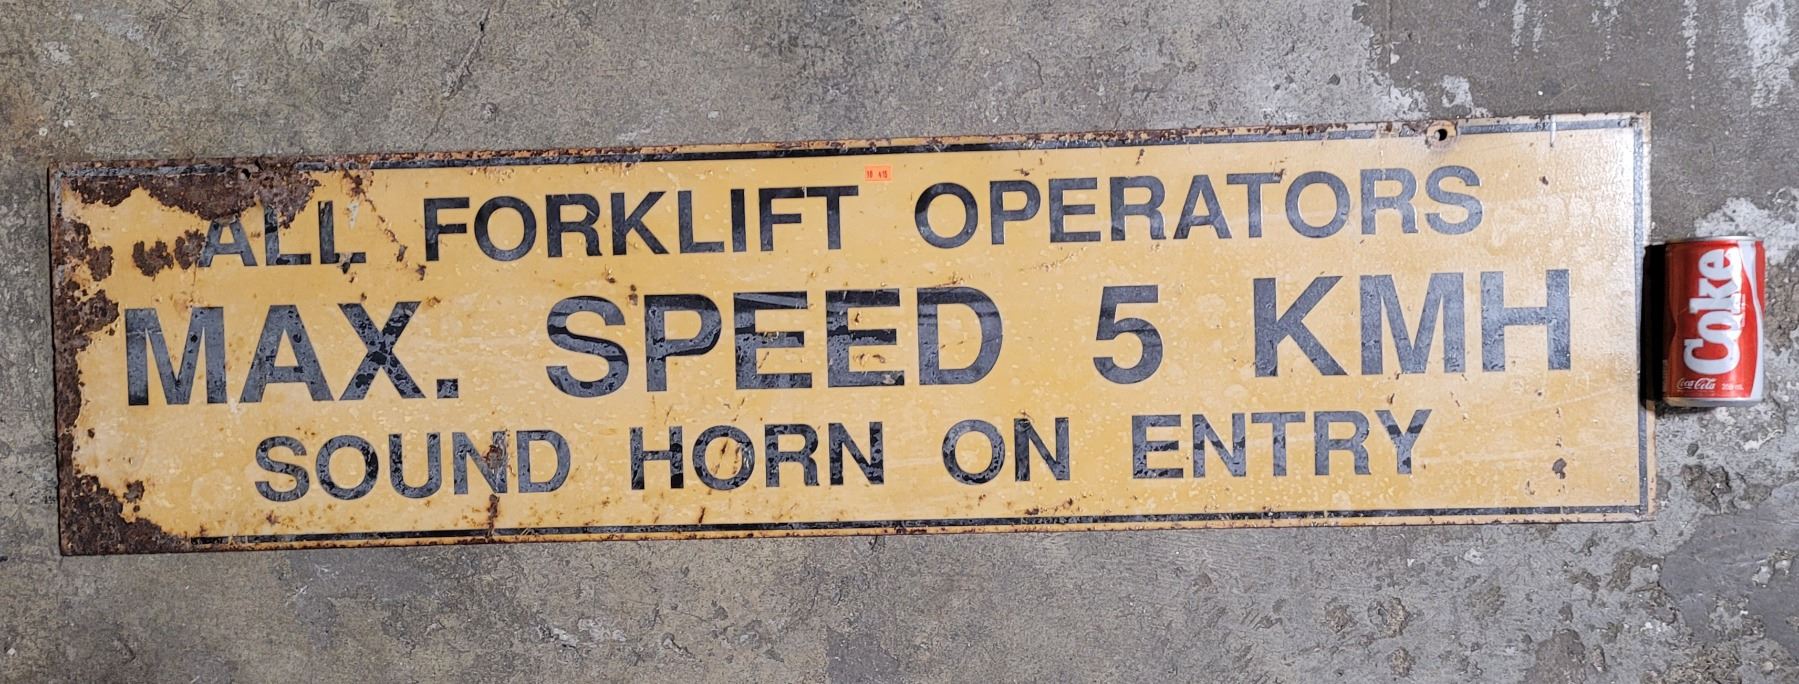 ALL FORKLIFT OPERATORS
MAX. SPEED 5 KMH
SOUND HORN ON ENTRY
Coke
Coca-Cola